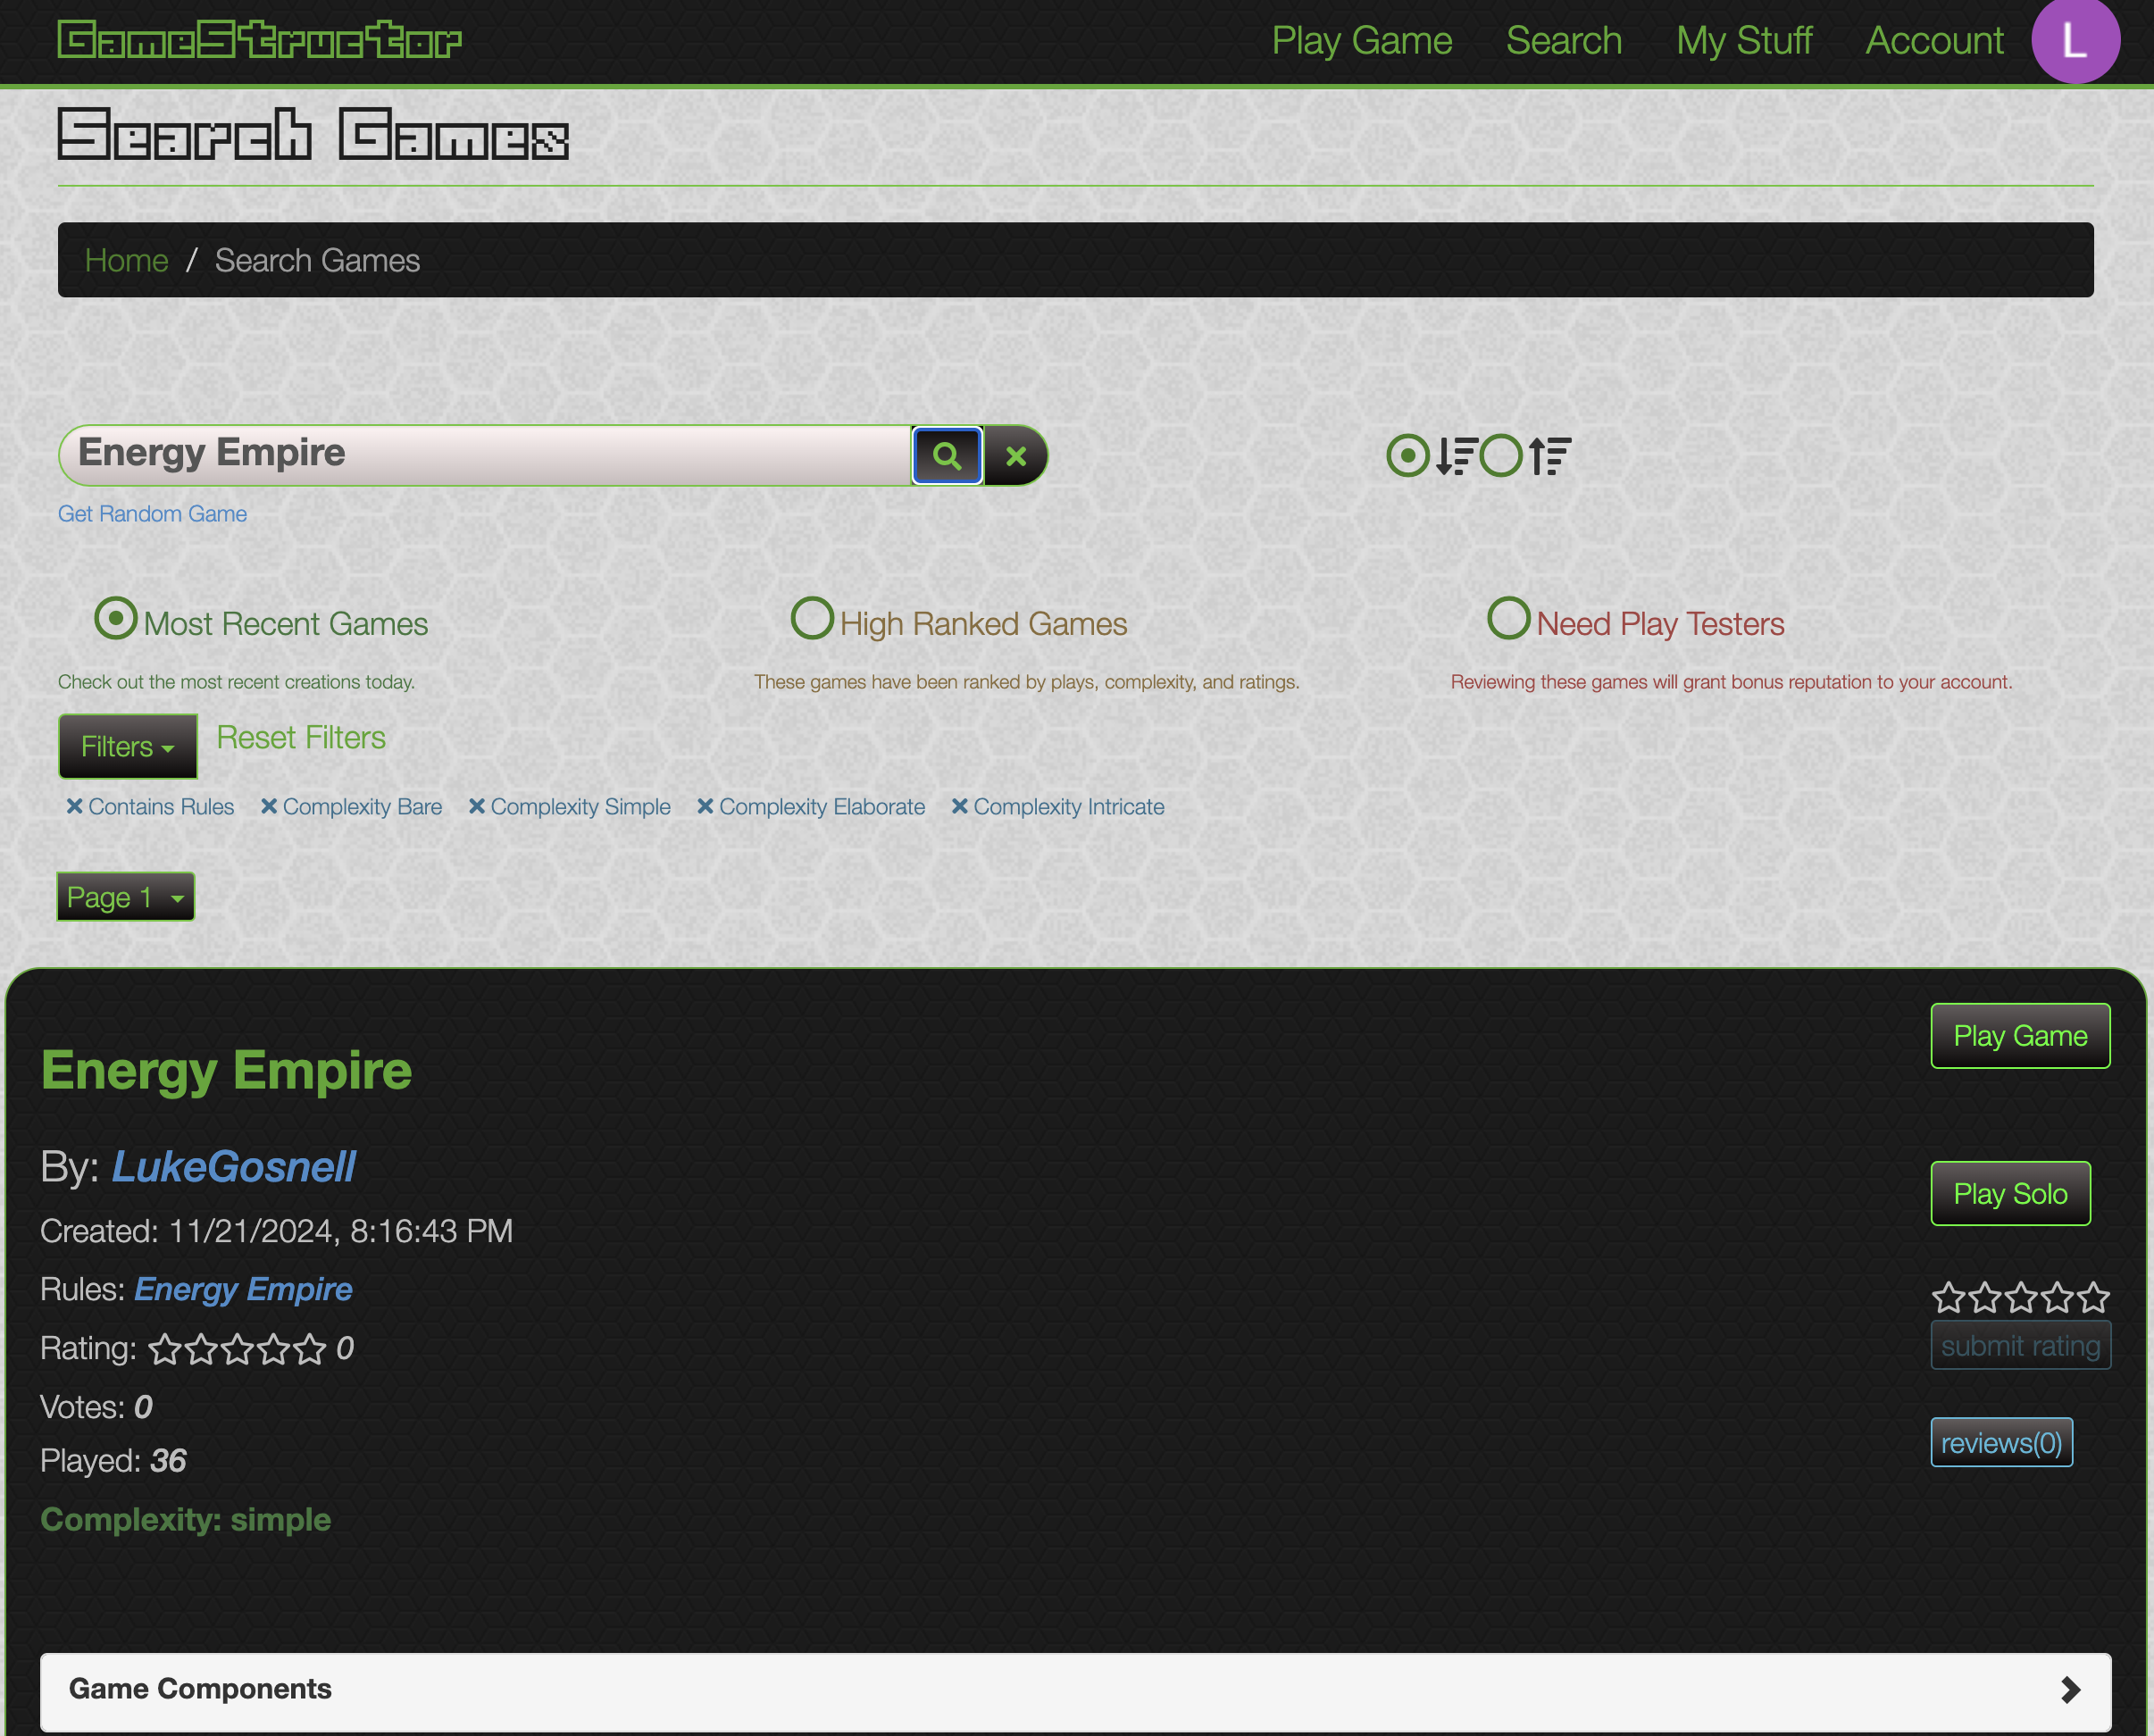 GameStructor Play Game Search My Stuff Account L
Search Games
Home / Search Games
Energy Empire
Get Random Game
Most Recent Games High Ranked Games Need Play Testers
Check out the most recent creations today. These games have been ranked by plays, complexity, and ratings. Reviewing these games will grant bonus reputation to your account.
Filters Reset Filters
Contains Rules Complexity Bare Complexity Simple Complexity Elaborate Complexity Intricate
Page 1
Play Game
Energy Empire
By: LukeGosnell
Play Solo
Created: 11/21/2024, 8:16:43 PM
Rules: Energy Empire
Rating: 0
submit rating
Votes: 0
reviews(0)
Played: 36
Complexity: simple
Game Components